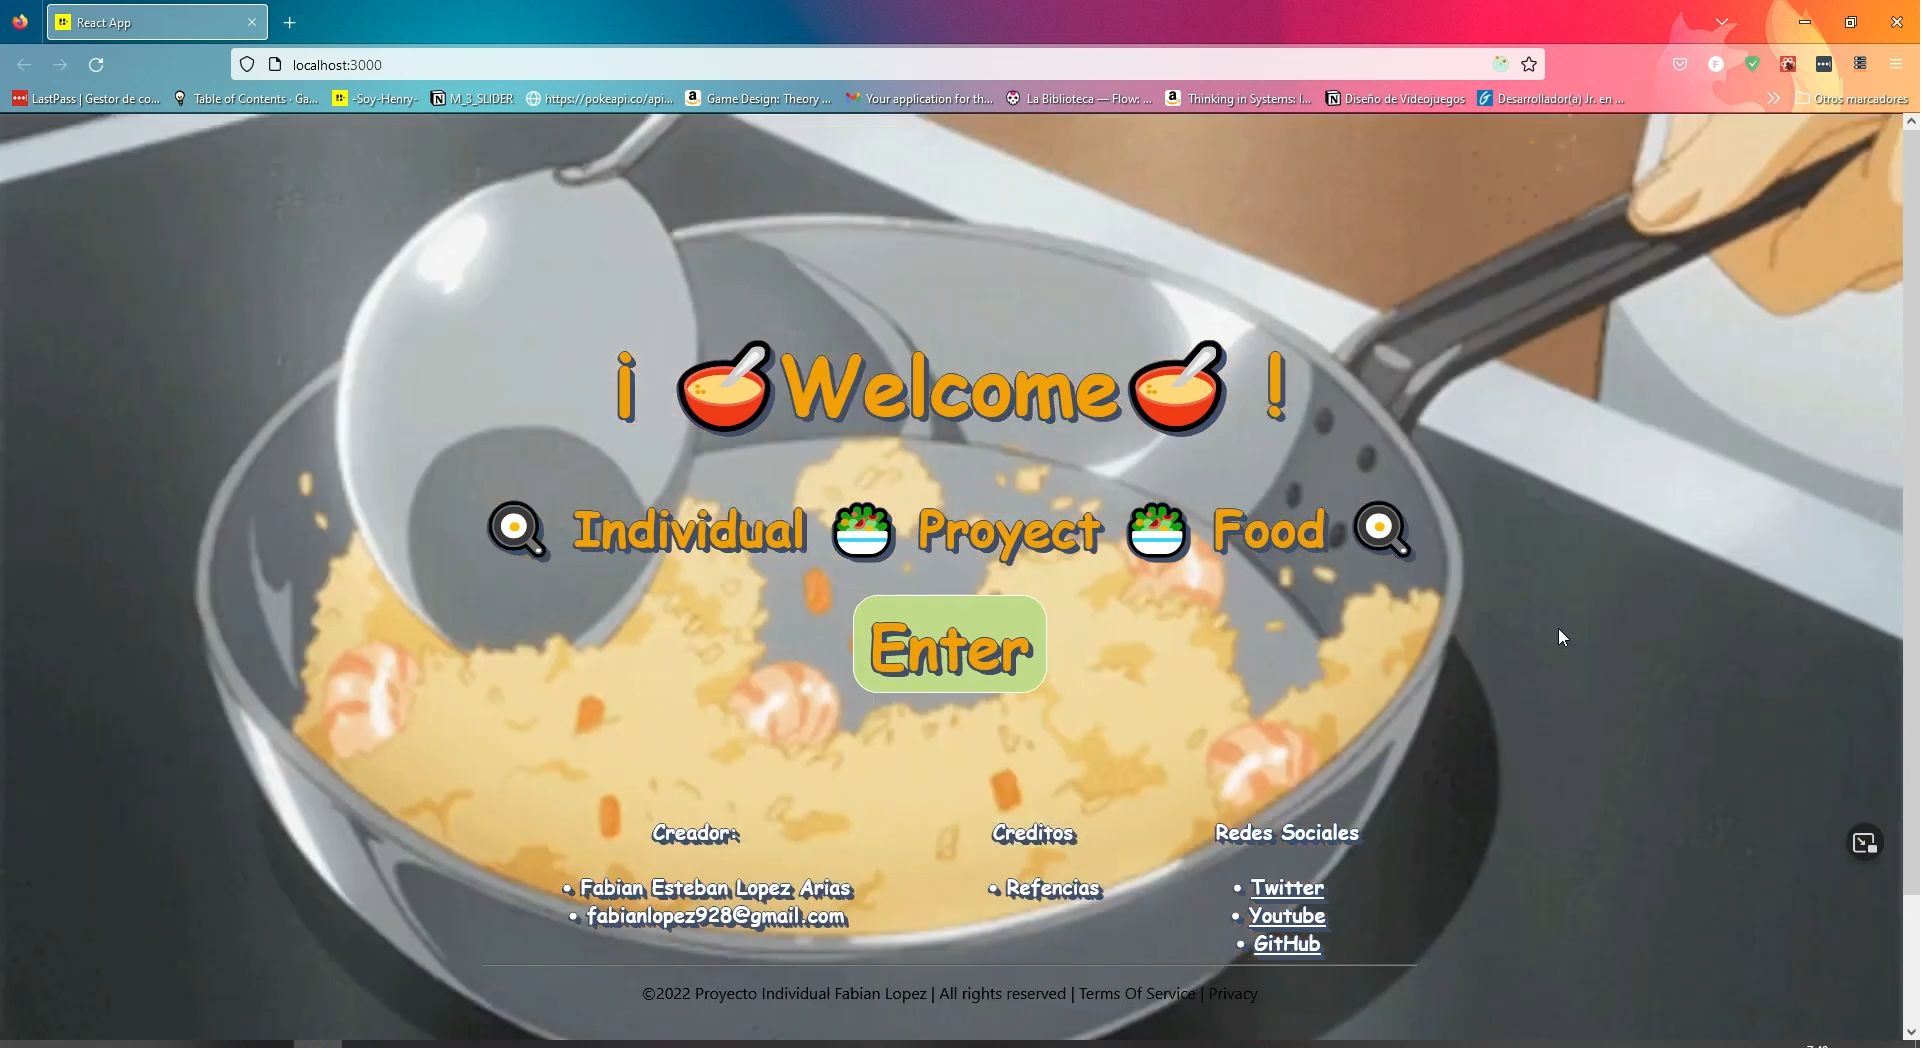 React App
localhost:3000
LastPass | Gestor de co...
Table of Contents · Ga...
-Soy-Henry-
M_3_SLIDER
https://pokeapi.co/api...
Game Design: Theory ...
Your application for th...
La Biblioteca — Flow: ...
Thinking in Systems: I...
Diseño de Videojuegos
Desarrollador(a) Jr. en ...
Otros marcadores
¡ Welcome !
Individual Proyect Food
Enter
Creador:
• Fabian Esteban Lopez Arias
• fabianlopez928@gmail.com
Creditos
• Refencias
Redes Sociales
• Twitter
• Youtube
• GitHub
©2022 Proyecto Individual Fabian Lopez | All rights reserved | Terms Of Service | Privacy